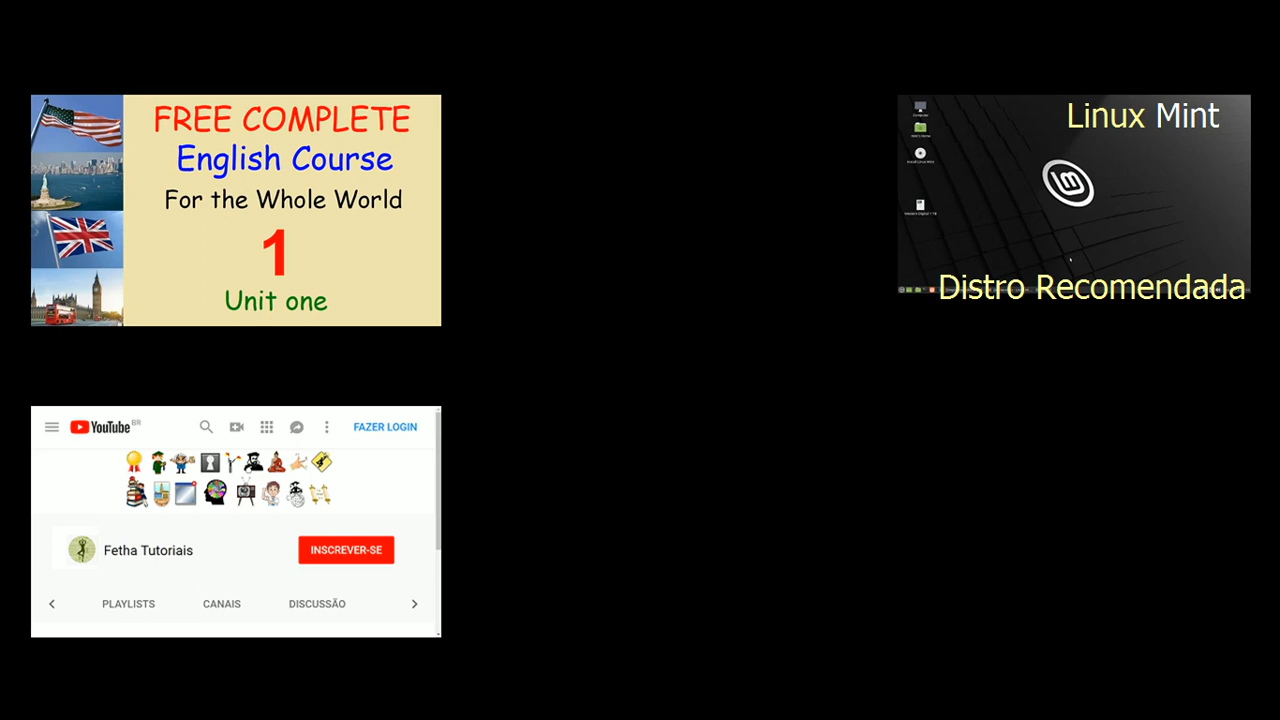 FREE COMPLETE
English Course
For the Whole World
1
Unit one
Linux Mint
Distro Recomendada
YouTube BR
FAZER LOGIN
Fetha Tutoriais
INSCREVER-SE
PLAYLISTS
CANAIS
DISCUSSÃO